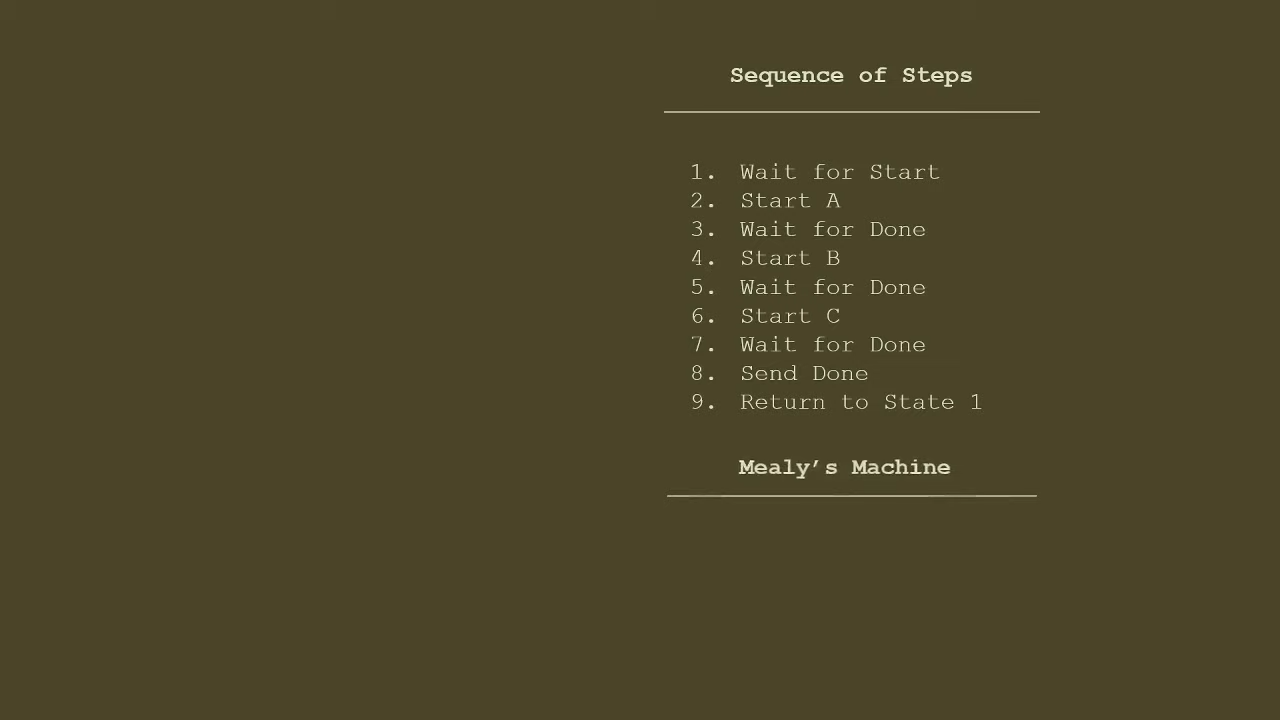 Sequence of Steps
1. Wait for Start
2. Start A
3. Wait for Done
4. Start B
5. Wait for Done
6. Start C
7. Wait for Done
8. Send Done
9. Return to State 1
Mealy’s Machine